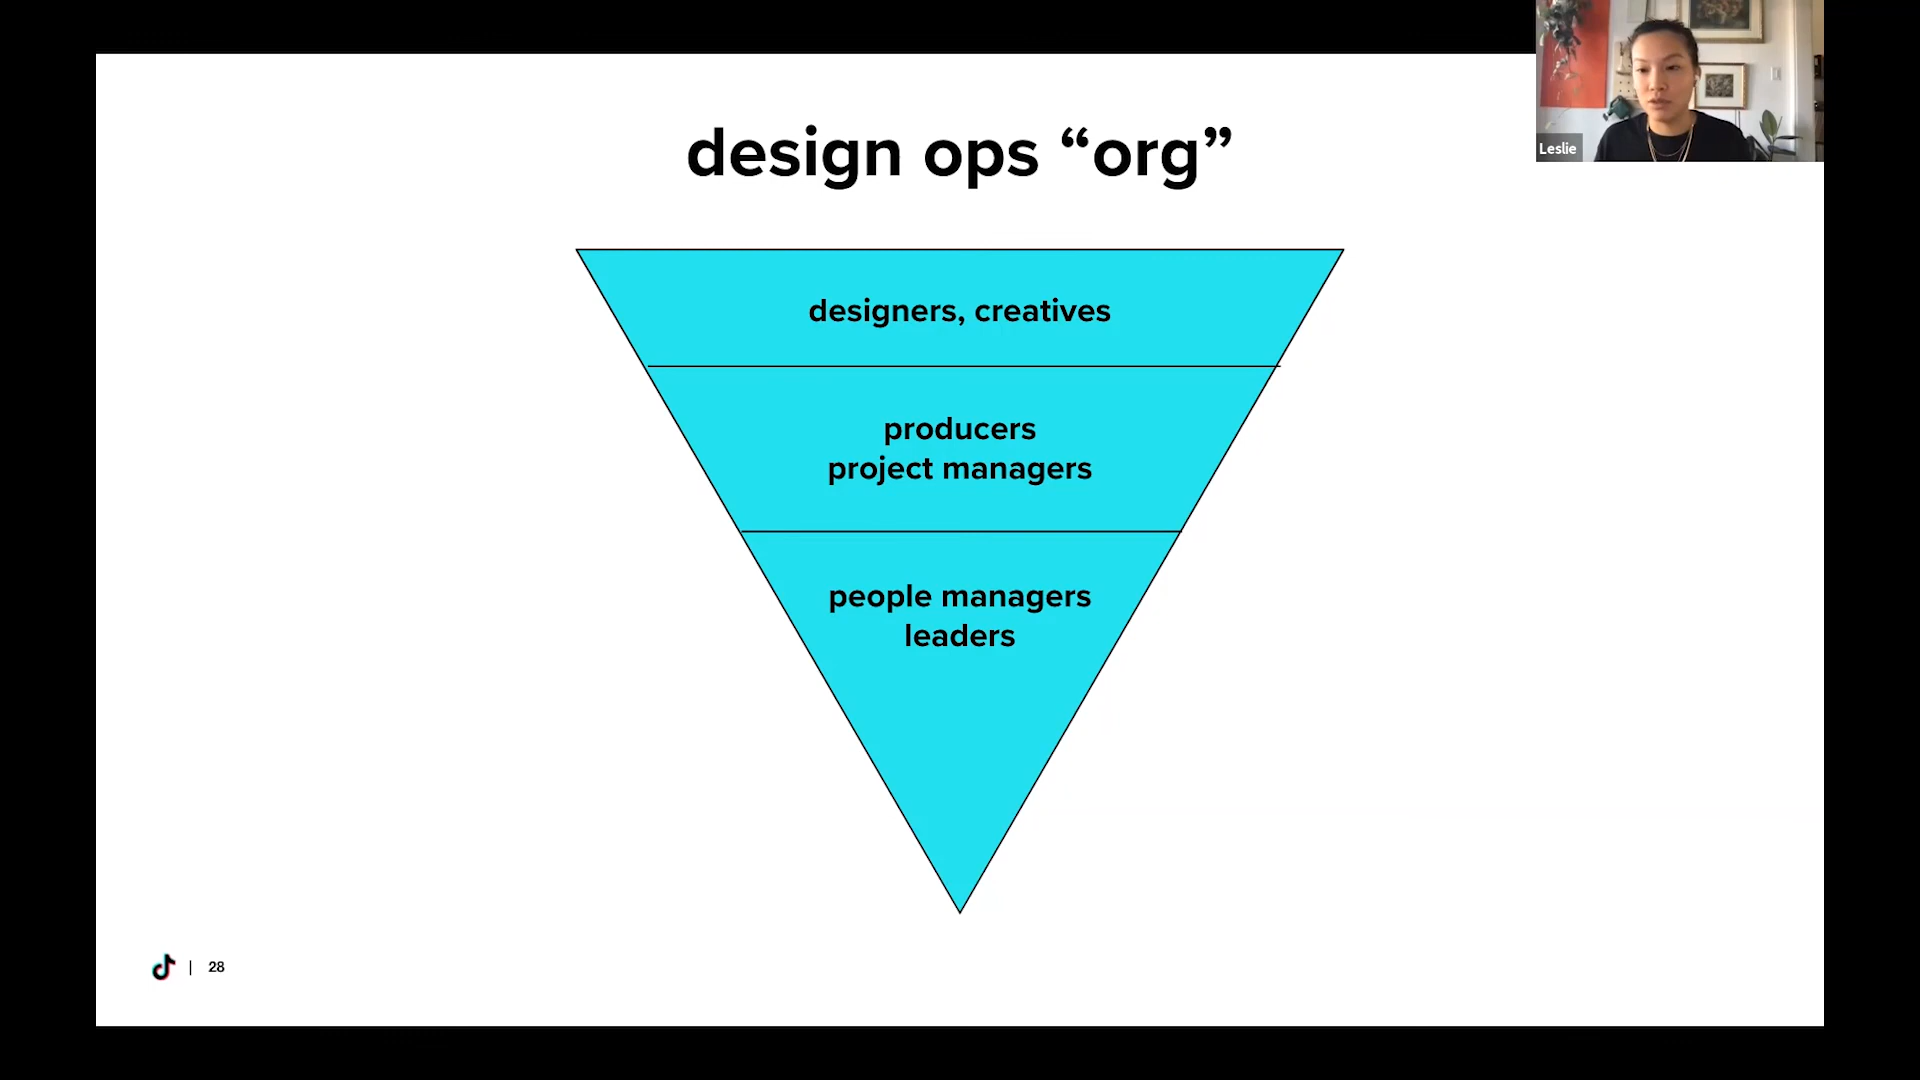 Leslie
design ops “org”
designers, creatives
producers
project managers
people managers
leaders
| 28